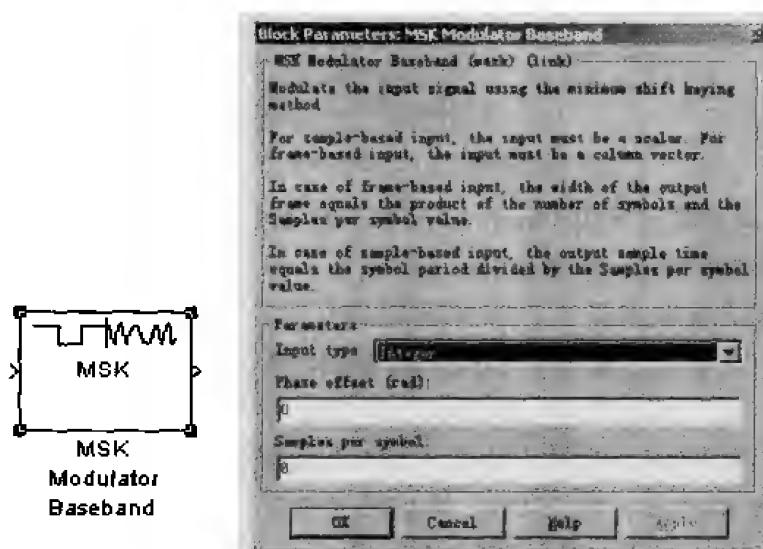 Block Parameters: MSK Modulator Baseband
MSK Modulator Baseband (mask) (link)
Modulate the input signal using the minimum shift keying
method
For sample-based input, the input must be a scalar. For
frame-based input, the input must be a column vector.
In case of frame-based input, the width of the output
frame equals the product of the number of symbols and the
Samples per symbol value.
In case of sample-based input, the output sample time
equals the symbol period divided by the Samples per symbol
value.
Parameters
Input type Integer
Phase offset (rad):
0
Samples per symbol:
8
OK Cancel Help Apply
MSK
MSK
Modulator
Baseband